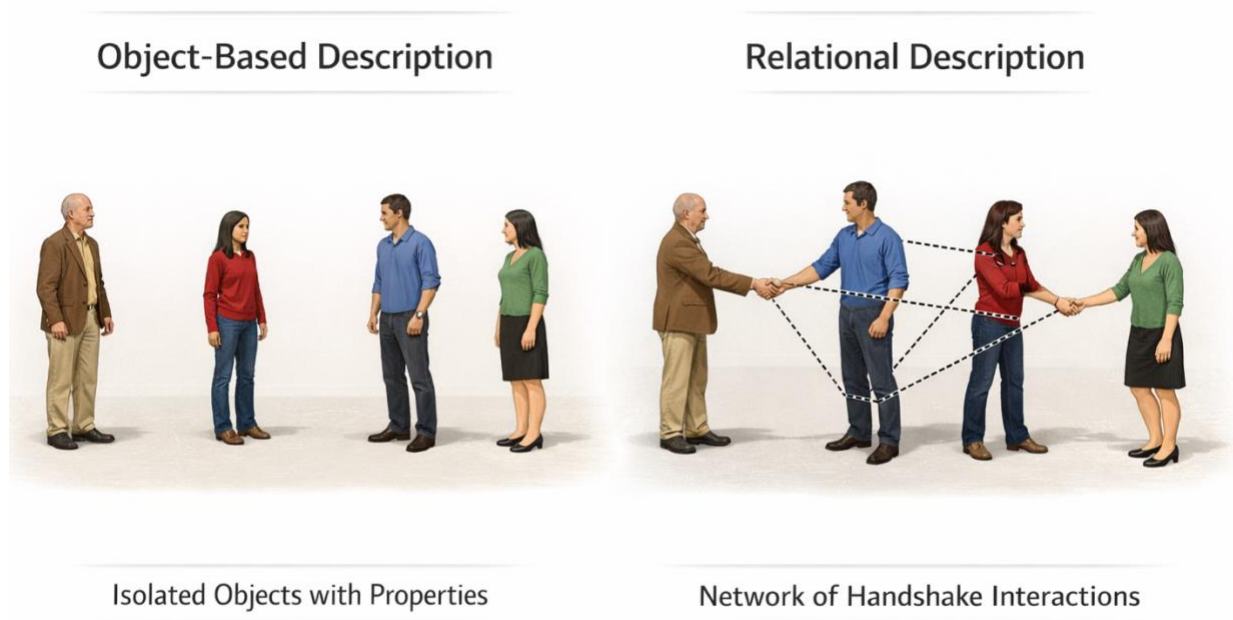 Object-Based Description
Relational Description
Isolated Objects with Properties
Network of Handshake Interactions